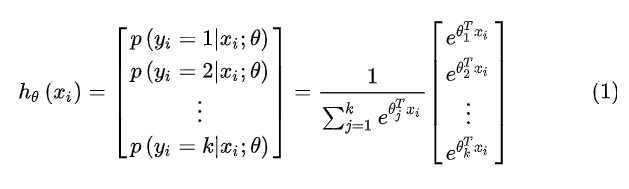 h_θ (x_i) = [ p (y_i = 1|x_i; θ) p (y_i = 2|x_i; θ) ⋮ p (y_i = k|x_i; θ) ] = 1 / ∑_{j=1}^{k} e^{θ_j^T x_i} [ e^{θ_1^T x_i} e^{θ_2^T x_i} ⋮ e^{θ_k^T x_i} ] (1)